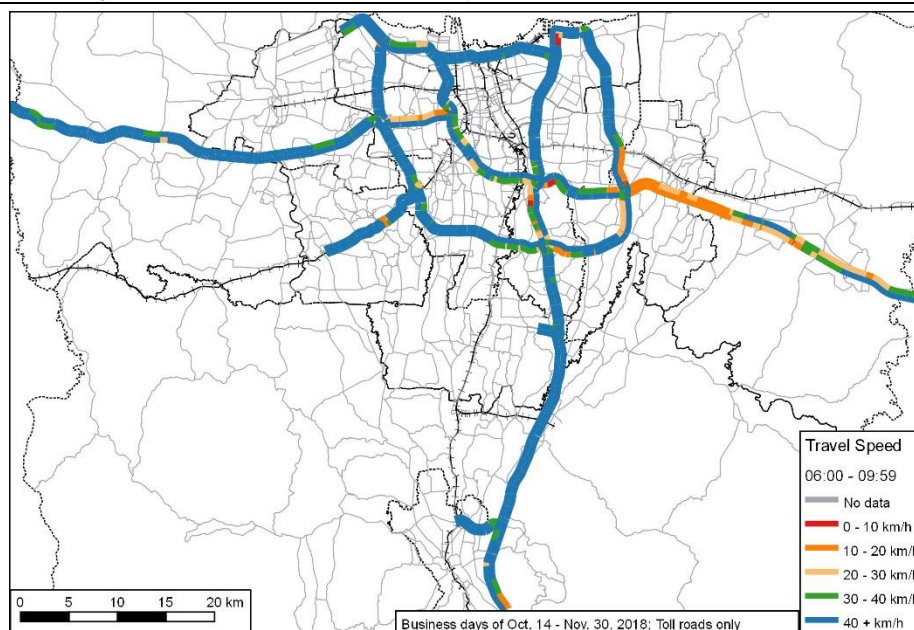 Travel Speed
06:00 - 09:59
No data
0 - 10 km/h
10 - 20 km/h
20 - 30 km/h
30 - 40 km/h
40 + km/h
0 5 10 15 20 km
Business days of Oct. 14 - Nov. 30, 2018; Toll roads only